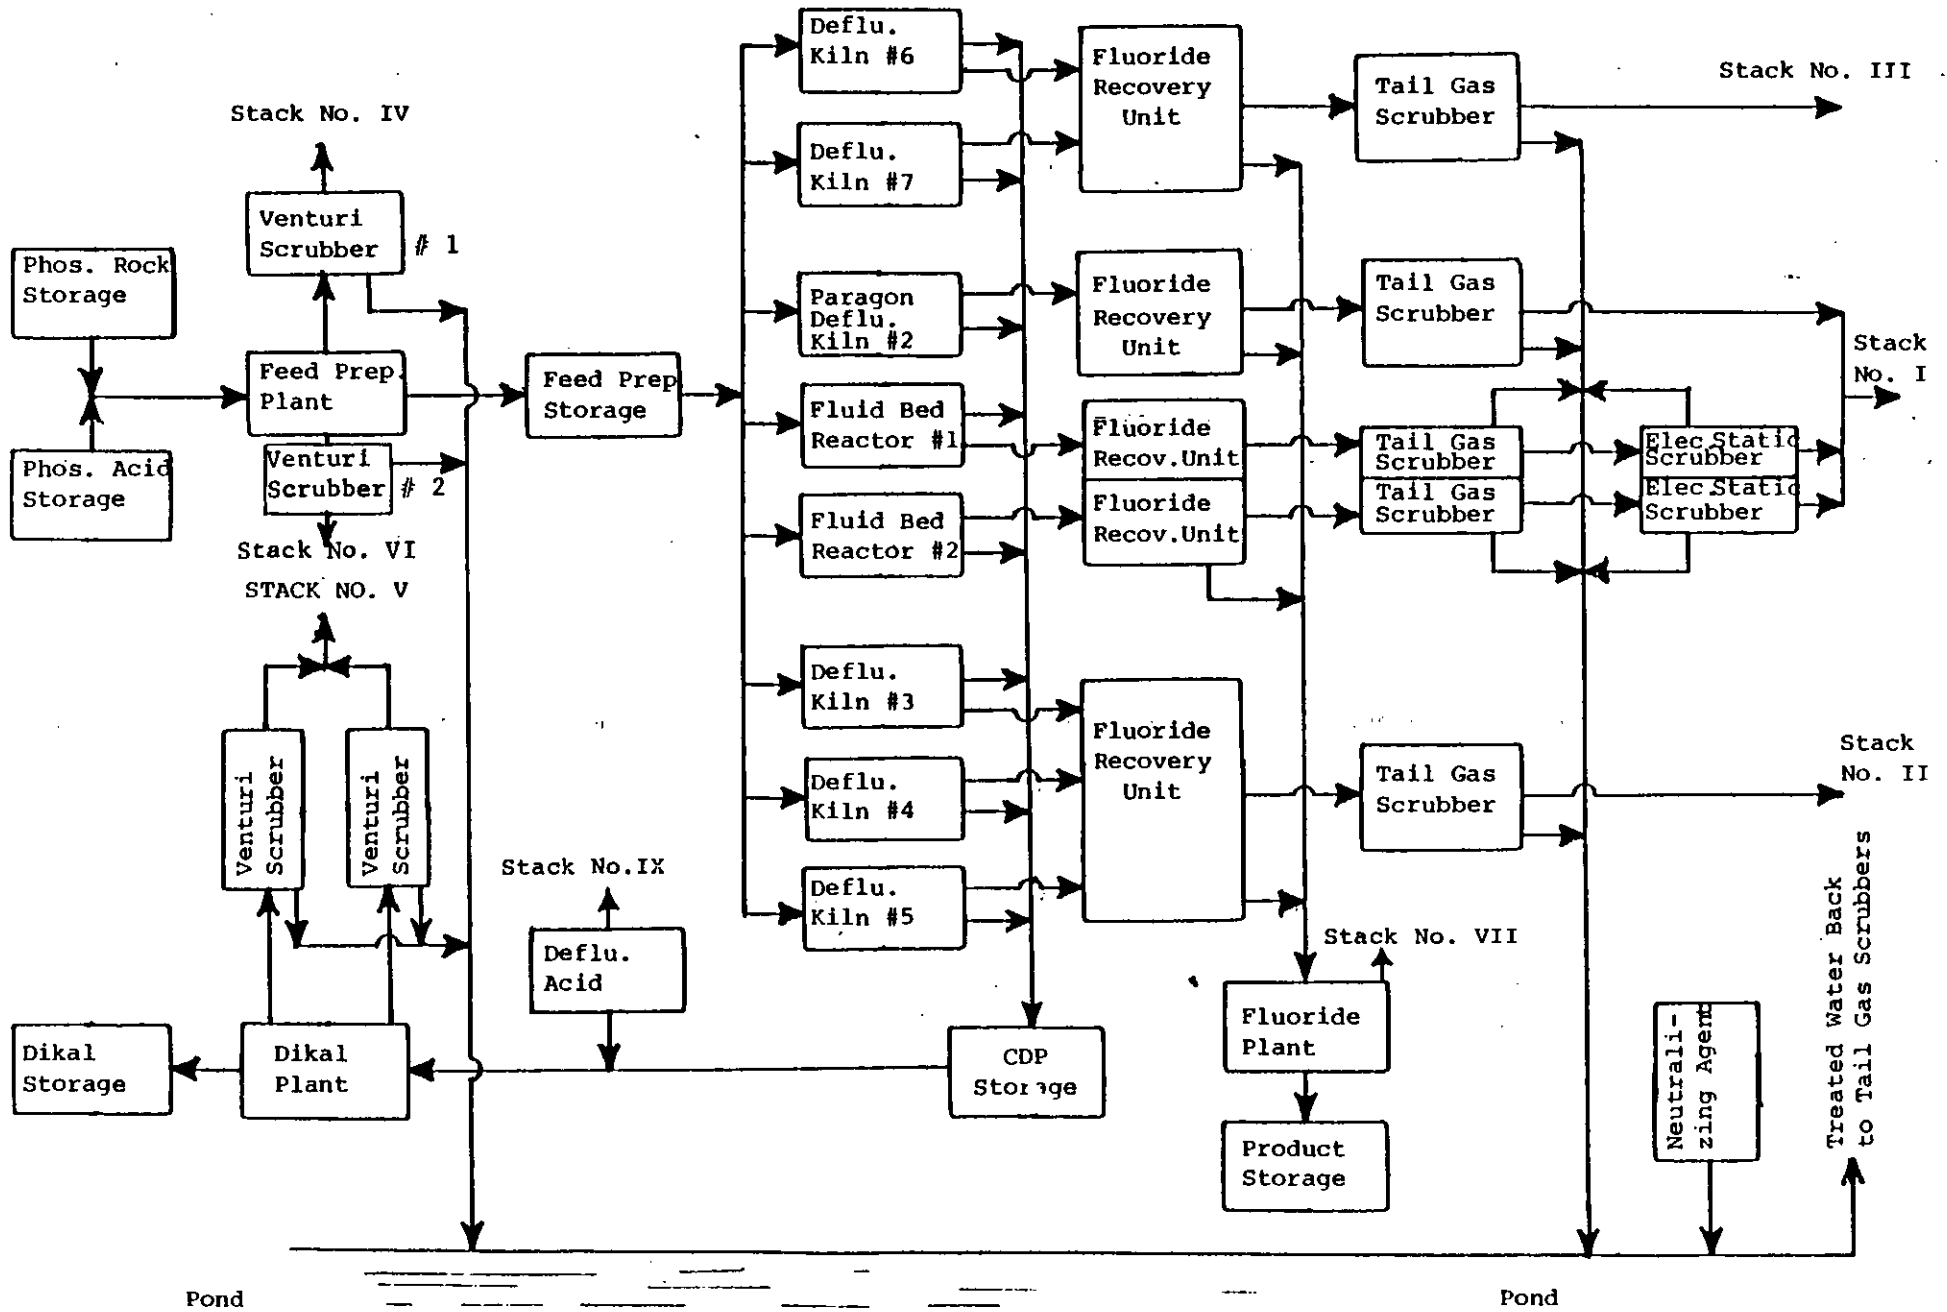 Deflu.
Kiln #6
Fluoride
Recovery
Unit
Tail Gas
Scrubber
Stack No. III
Stack No. IV
Deflu.
Kiln #7
Venturi
Scrubber
# 1
Phos. Rock
Storage
Paragon
Deflu.
Kiln #2
Fluoride
Recovery
Unit
Tail Gas
Scrubber
Stack
No. I
Feed Prep.
Plant
Feed Prep
Storage
Fluid Bed
Reactor #1
Fluoride
Recov.Unit
Tail Gas
Scrubber
Elec.Static
Scrubber
Phos. Acid
Storage
Venturi
Scrubber
# 2
Fluid Bed
Reactor #2
Fluoride
Recov.Unit
Tail Gas
Scrubber
Elec.Static
Scrubber
Stack No. VI
STACK NO. V
Deflu.
Kiln #3
Fluoride
Recovery
Unit
Tail Gas
Scrubber
Stack
No. II
Venturi
Scrubber
Venturi
Scrubber
Deflu.
Kiln #4
Stack No.IX
Deflu.
Kiln #5
Deflu.
Acid
Stack No. VII
Treated Water Back
to Tail Gas Scrubbers
Dikal
Storage
Dikal
Plant
CDP
Storage
Fluoride
Plant
Neutrali-
zing Agent
Product
Storage
Pond
Pond